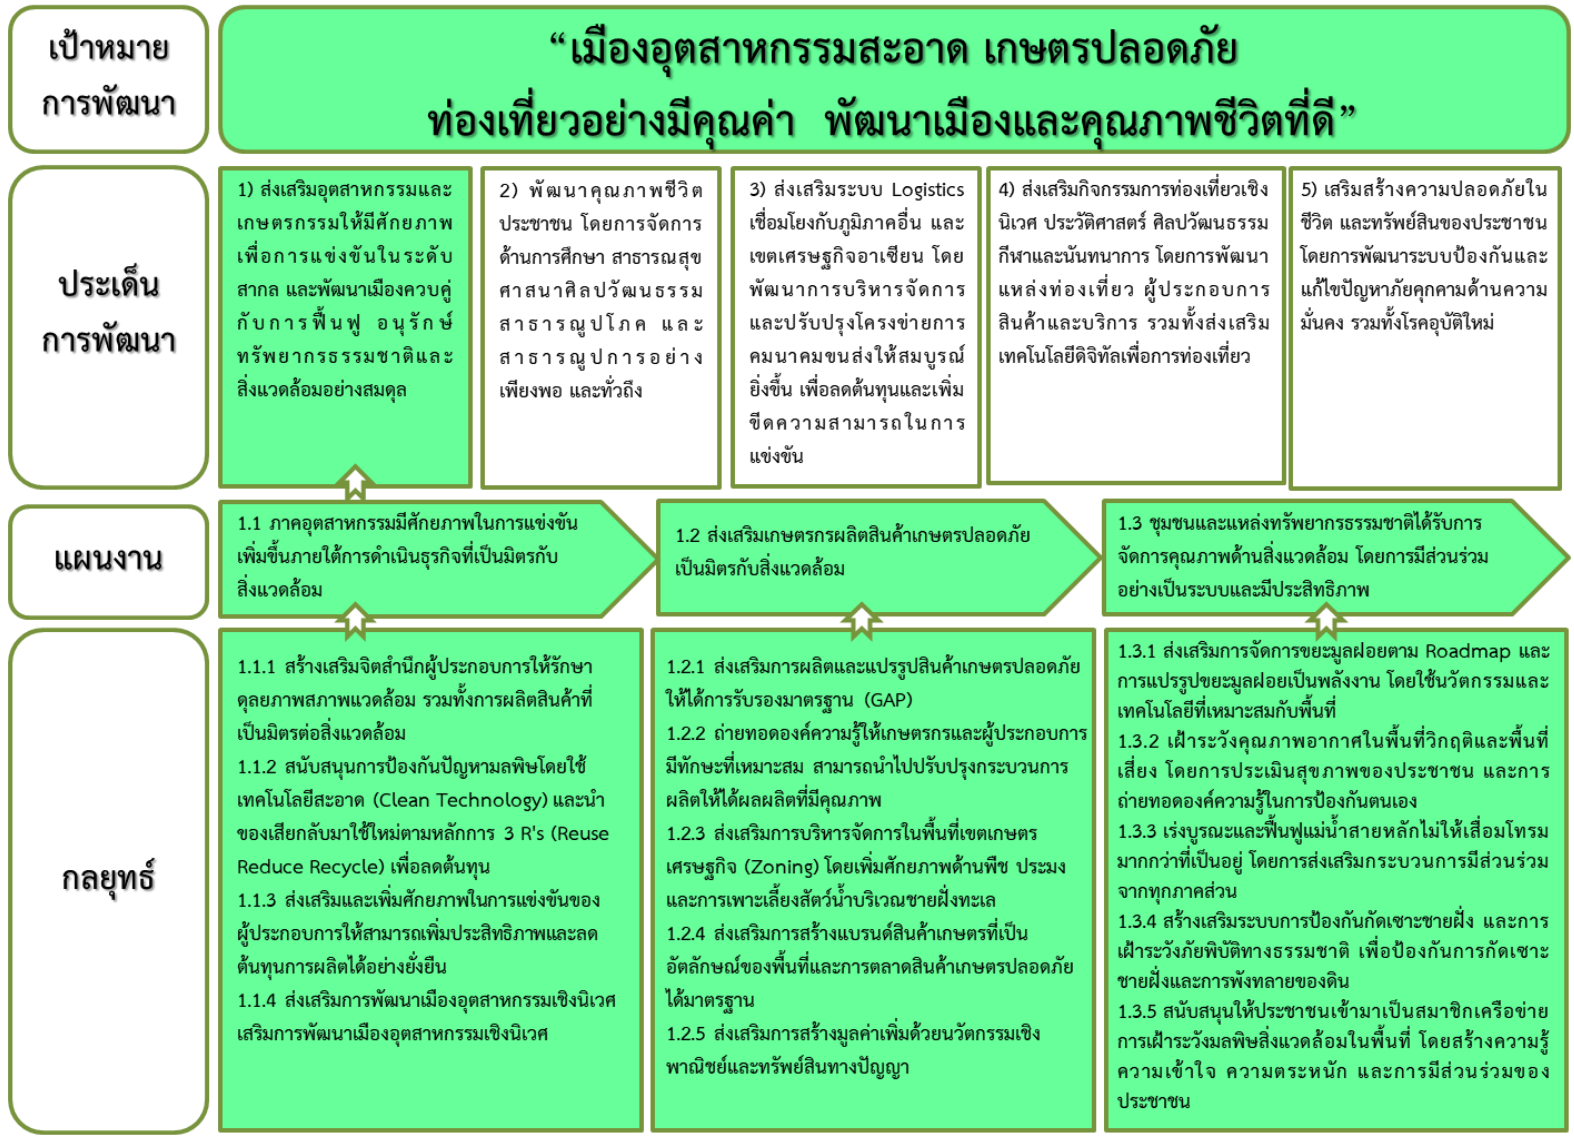 เป้าหมาย
การพัฒนา
“เมืองอุตสาหกรรมสะอาด เกษตรปลอดภัย
ท่องเที่ยวอย่างมีคุณค่า พัฒนาเมืองและคุณภาพชีวิตที่ดี”
ประเด็น
การพัฒนา
1) ส่งเสริมอุตสาหกรรมและ
เกษตรกรรมให้มีศักยภาพ
เพื่อการแข่งขันในระดับ
สากล และพัฒนาเมืองควบคู่
กับการฟื้นฟู อนุรักษ์
ทรัพยากรธรรมชาติและ
สิ่งแวดล้อมอย่างสมดุล
2) พัฒนาคุณภาพชีวิต
ประชาชน โดยการจัดการ
ด้านการศึกษา สาธารณสุข
ศาสนาศิลปวัฒนธรรม
สาธารณูปโภค และ
สาธารณูปการอย่าง
เพียงพอ และทั่วถึง
3) ส่งเสริมระบบ Logistics
เชื่อมโยงกับภูมิภาคอื่น และ
เขตเศรษฐกิจอาเซียน โดย
พัฒนาการบริหารจัดการ
และปรับปรุงโครงข่ายการ
คมนาคมขนส่งให้สมบูรณ์
ยิ่งขึ้น เพื่อลดต้นทุนและเพิ่ม
ขีดความสามารถในการ
แข่งขัน
4) ส่งเสริมกิจกรรมการท่องเที่ยวเชิง
นิเวศ ประวัติศาสตร์ ศิลปวัฒนธรรม
กีฬาและนันทนาการ โดยการพัฒนา
แหล่งท่องเที่ยว ผู้ประกอบการ
สินค้าและบริการ รวมทั้งส่งเสริม
เทคโนโลยีดิจิทัลเพื่อการท่องเที่ยว
5) เสริมสร้างความปลอดภัยใน
ชีวิต และทรัพย์สินของประชาชน
โดยการพัฒนาระบบป้องกันและ
แก้ไขปัญหาภัยคุกคามด้านความ
มั่นคง รวมทั้งโรคอุบัติใหม่
แผนงาน
1.1 ภาคอุตสาหกรรมมีศักยภาพในการแข่งขัน
เพิ่มขึ้นภายใต้การดำเนินธุรกิจที่เป็นมิตรกับ
สิ่งแวดล้อม
1.2 ส่งเสริมเกษตรกรผลิตสินค้าเกษตรปลอดภัย
เป็นมิตรกับสิ่งแวดล้อม
1.3 ชุมชนและแหล่งทรัพยากรธรรมชาติได้รับการ
จัดการคุณภาพด้านสิ่งแวดล้อม โดยการมีส่วนร่วม
อย่างเป็นระบบและมีประสิทธิภาพ
กลยุทธ์
1.1.1 สร้างเสริมจิตสำนึกผู้ประกอบการให้รักษา
ดุลยภาพสภาพแวดล้อม รวมทั้งการผลิตสินค้าที่
เป็นมิตรต่อสิ่งแวดล้อม
1.1.2 สนับสนุนการป้องกันปัญหามลพิษโดยใช้
เทคโนโลยีสะอาด (Clean Technology) และนำ
ของเสียกลับมาใช้ใหม่ตามหลักการ 3 R's (Reuse
Reduce Recycle) เพื่อลดต้นทุน
1.1.3 ส่งเสริมและเพิ่มศักยภาพในการแข่งขันของ
ผู้ประกอบการให้สามารถเพิ่มประสิทธิภาพและลด
ต้นทุนการผลิตได้อย่างยั่งยืน
1.1.4 ส่งเสริมการพัฒนาเมืองอุตสาหกรรมเชิงนิเวศ
เสริมการพัฒนาเมืองอุตสาหกรรมเชิงนิเวศ
1.2.1 ส่งเสริมการผลิตและแปรรูปสินค้าเกษตรปลอดภัย
ให้ได้การรับรองมาตรฐาน (GAP)
1.2.2 ถ่ายทอดองค์ความรู้ให้เกษตรกรและผู้ประกอบการ
มีทักษะที่เหมาะสม สามารถนำไปปรับปรุงกระบวนการ
ผลิตให้ได้ผลผลิตที่มีคุณภาพ
1.2.3 ส่งเสริมการบริหารจัดการในพื้นที่เขตเกษตร
เศรษฐกิจ (Zoning) โดยเพิ่มศักยภาพด้านพืช ประมง
และการเพาะเลี้ยงสัตว์น้ำบริเวณชายฝั่งทะเล
1.2.4 ส่งเสริมการสร้างแบรนด์สินค้าเกษตรที่เป็น
อัตลักษณ์ของพื้นที่และการตลาดสินค้าเกษตรปลอดภัย
ได้มาตรฐาน
1.2.5 ส่งเสริมการสร้างมูลค่าเพิ่มด้วยนวัตกรรมเชิง
พาณิชย์และทรัพย์สินทางปัญญา
1.3.1 ส่งเสริมการจัดการขยะมูลฝอยตาม Roadmap และ
การแปรรูปขยะมูลฝอยเป็นพลังงาน โดยใช้นวัตกรรมและ
เทคโนโลยีที่เหมาะสมกับพื้นที่
1.3.2 เฝ้าระวังคุณภาพอากาศในพื้นที่วิกฤติและพื้นที่
เสี่ยง โดยการประเมินสุขภาพของประชาชน และการ
ถ่ายทอดองค์ความรู้ในการป้องกันตนเอง
1.3.3 เร่งบูรณะและฟื้นฟูแม่น้ำสายหลักไม่ให้เสื่อมโทรม
มากกว่าที่เป็นอยู่ โดยการส่งเสริมกระบวนการมีส่วนร่วม
จากทุกภาคส่วน
1.3.4 สร้างเสริมระบบการป้องกันกัดเซาะชายฝั่ง และการ
เฝ้าระวังภัยพิบัติทางธรรมชาติ เพื่อป้องกันการกัดเซาะ
ชายฝั่งและการพังทลายของดิน
1.3.5 สนับสนุนให้ประชาชนเข้ามาเป็นสมาชิกเครือข่าย
การเฝ้าระวังมลพิษสิ่งแวดล้อมในพื้นที่ โดยสร้างความรู้
ความเข้าใจ ความตระหนัก และการมีส่วนร่วมของ
ประชาชน